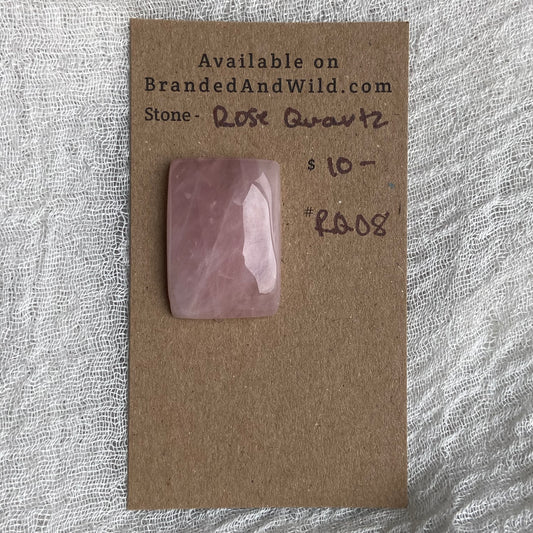 Available on
BrandedAndWild.com
Stone - Rose Quartz
$ 10 -
# RQ08